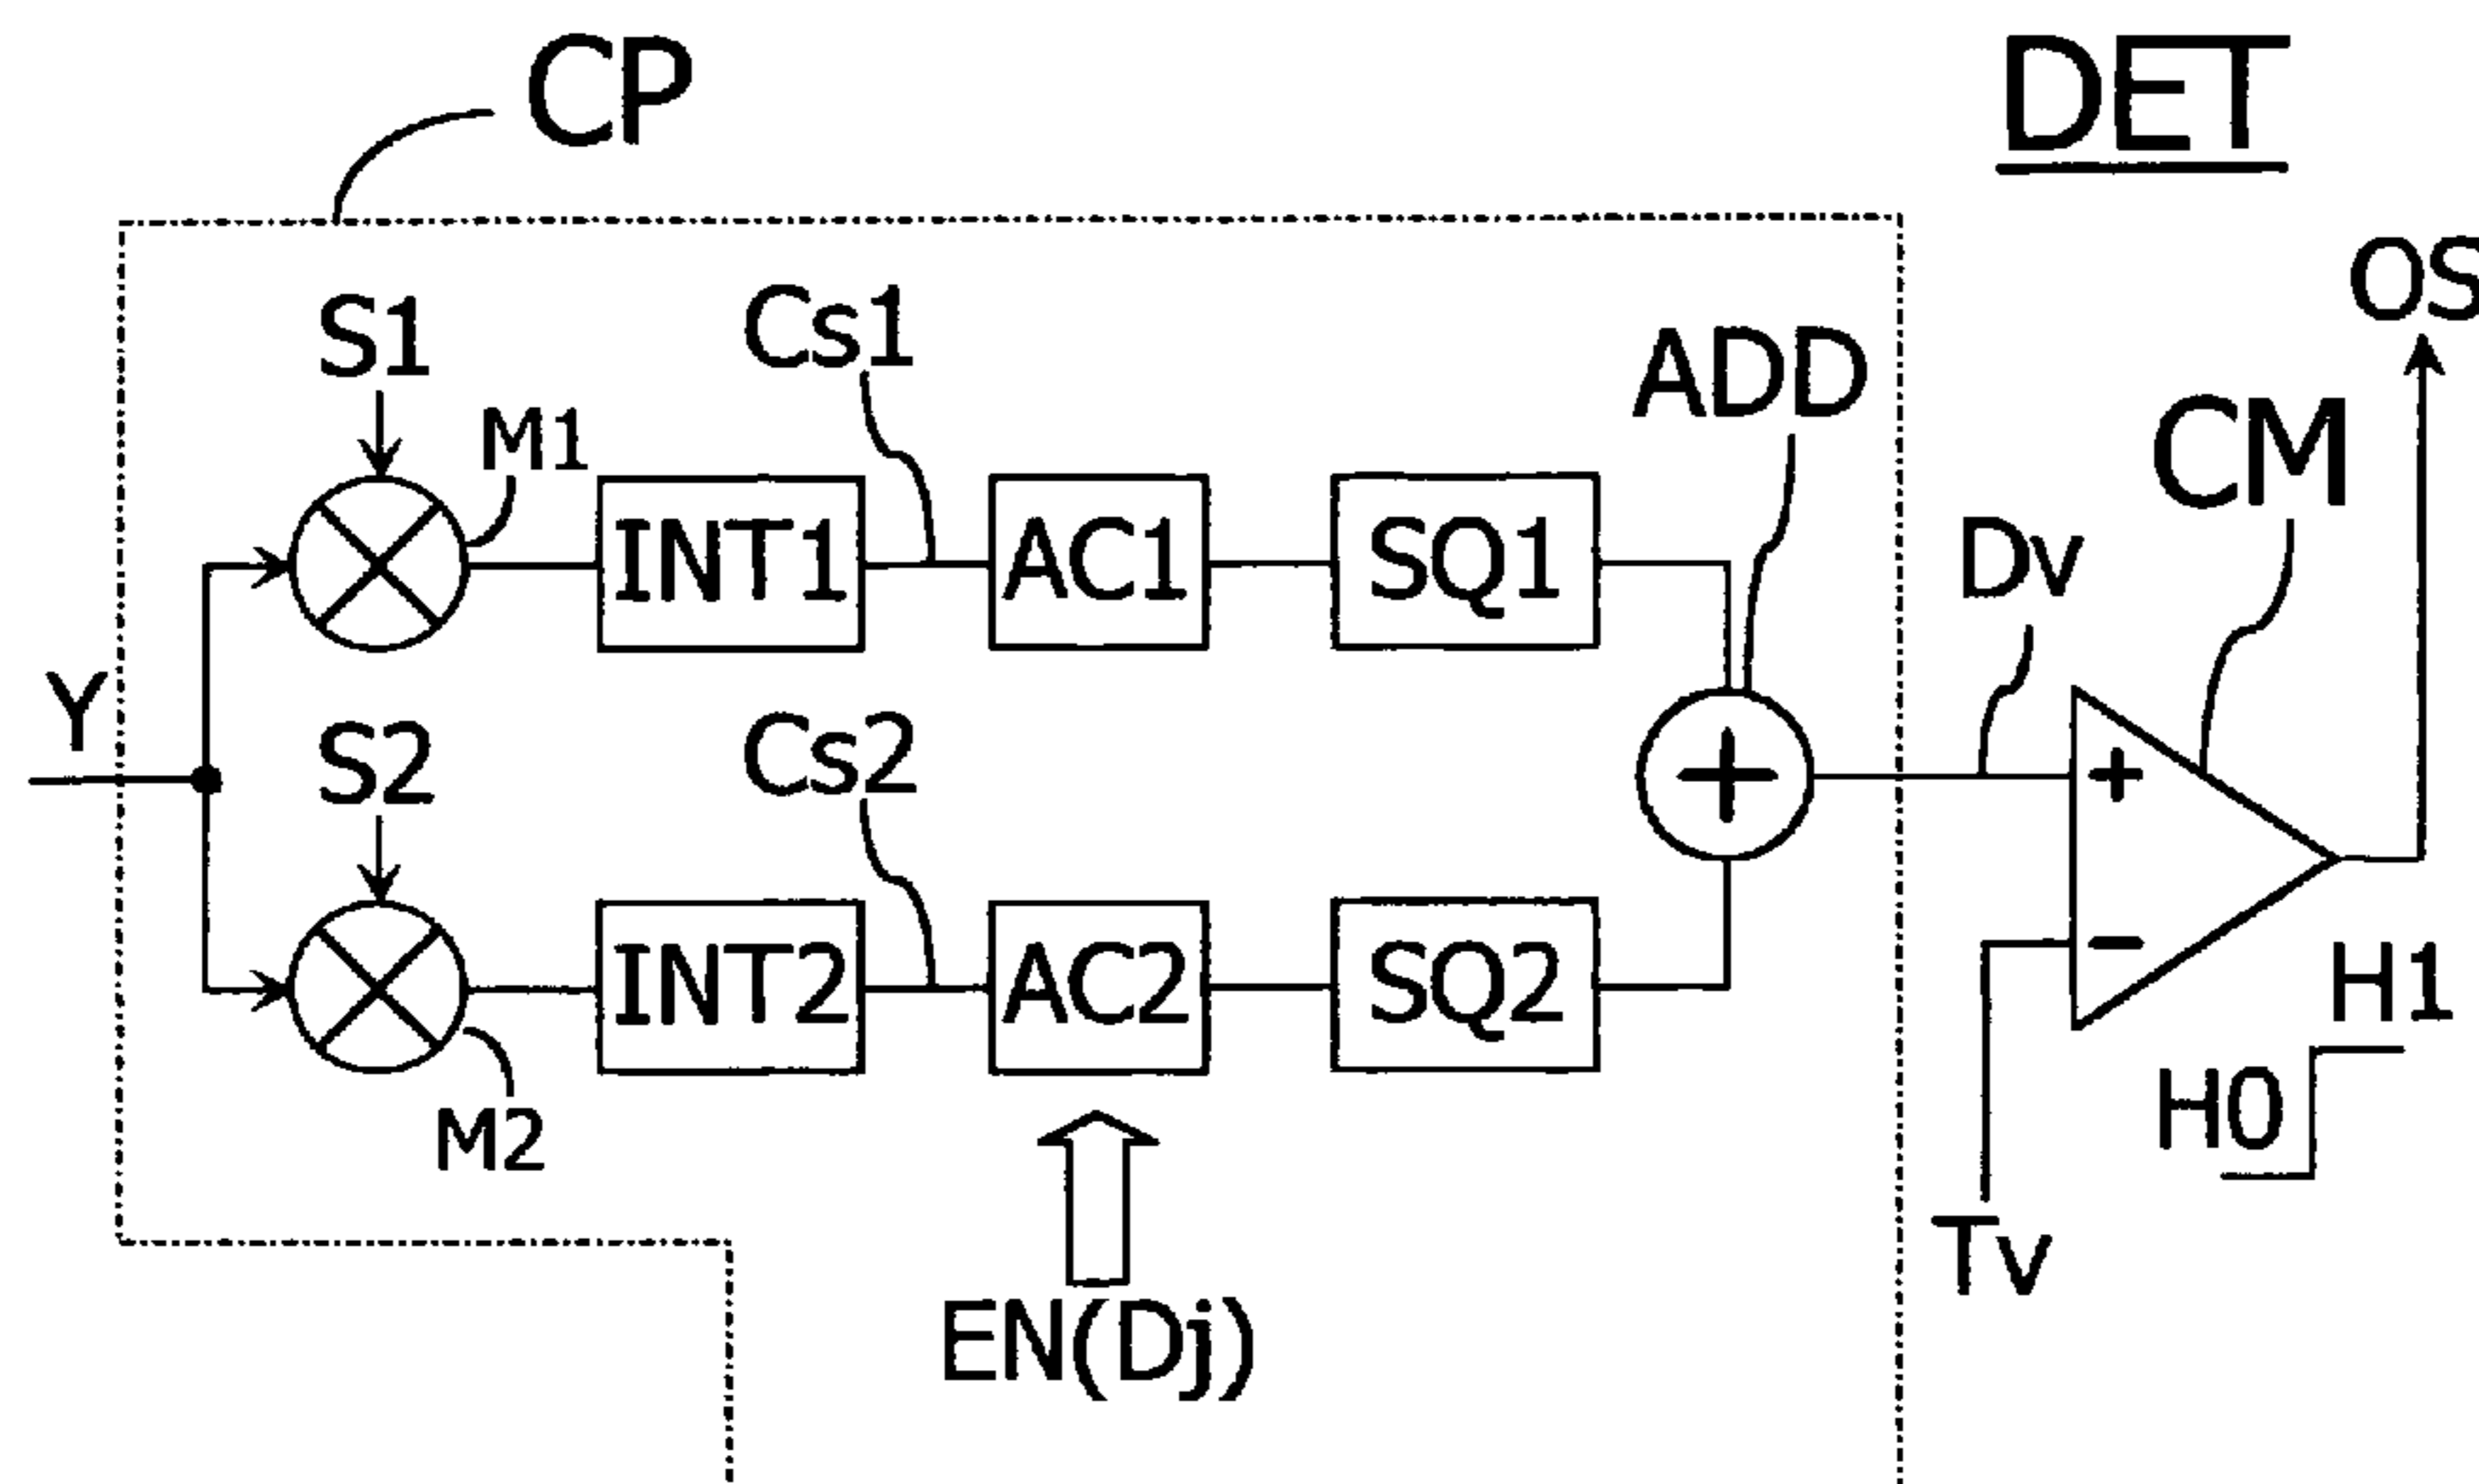 CP
DET
OS
S1
Cs1
ADD
CM
M1
Dv
INT1
AC1
SQ1
Y
S2
Cs2
+
+
−
INT2
AC2
SQ2
H1
H0
M2
Tv
EN(Dj)